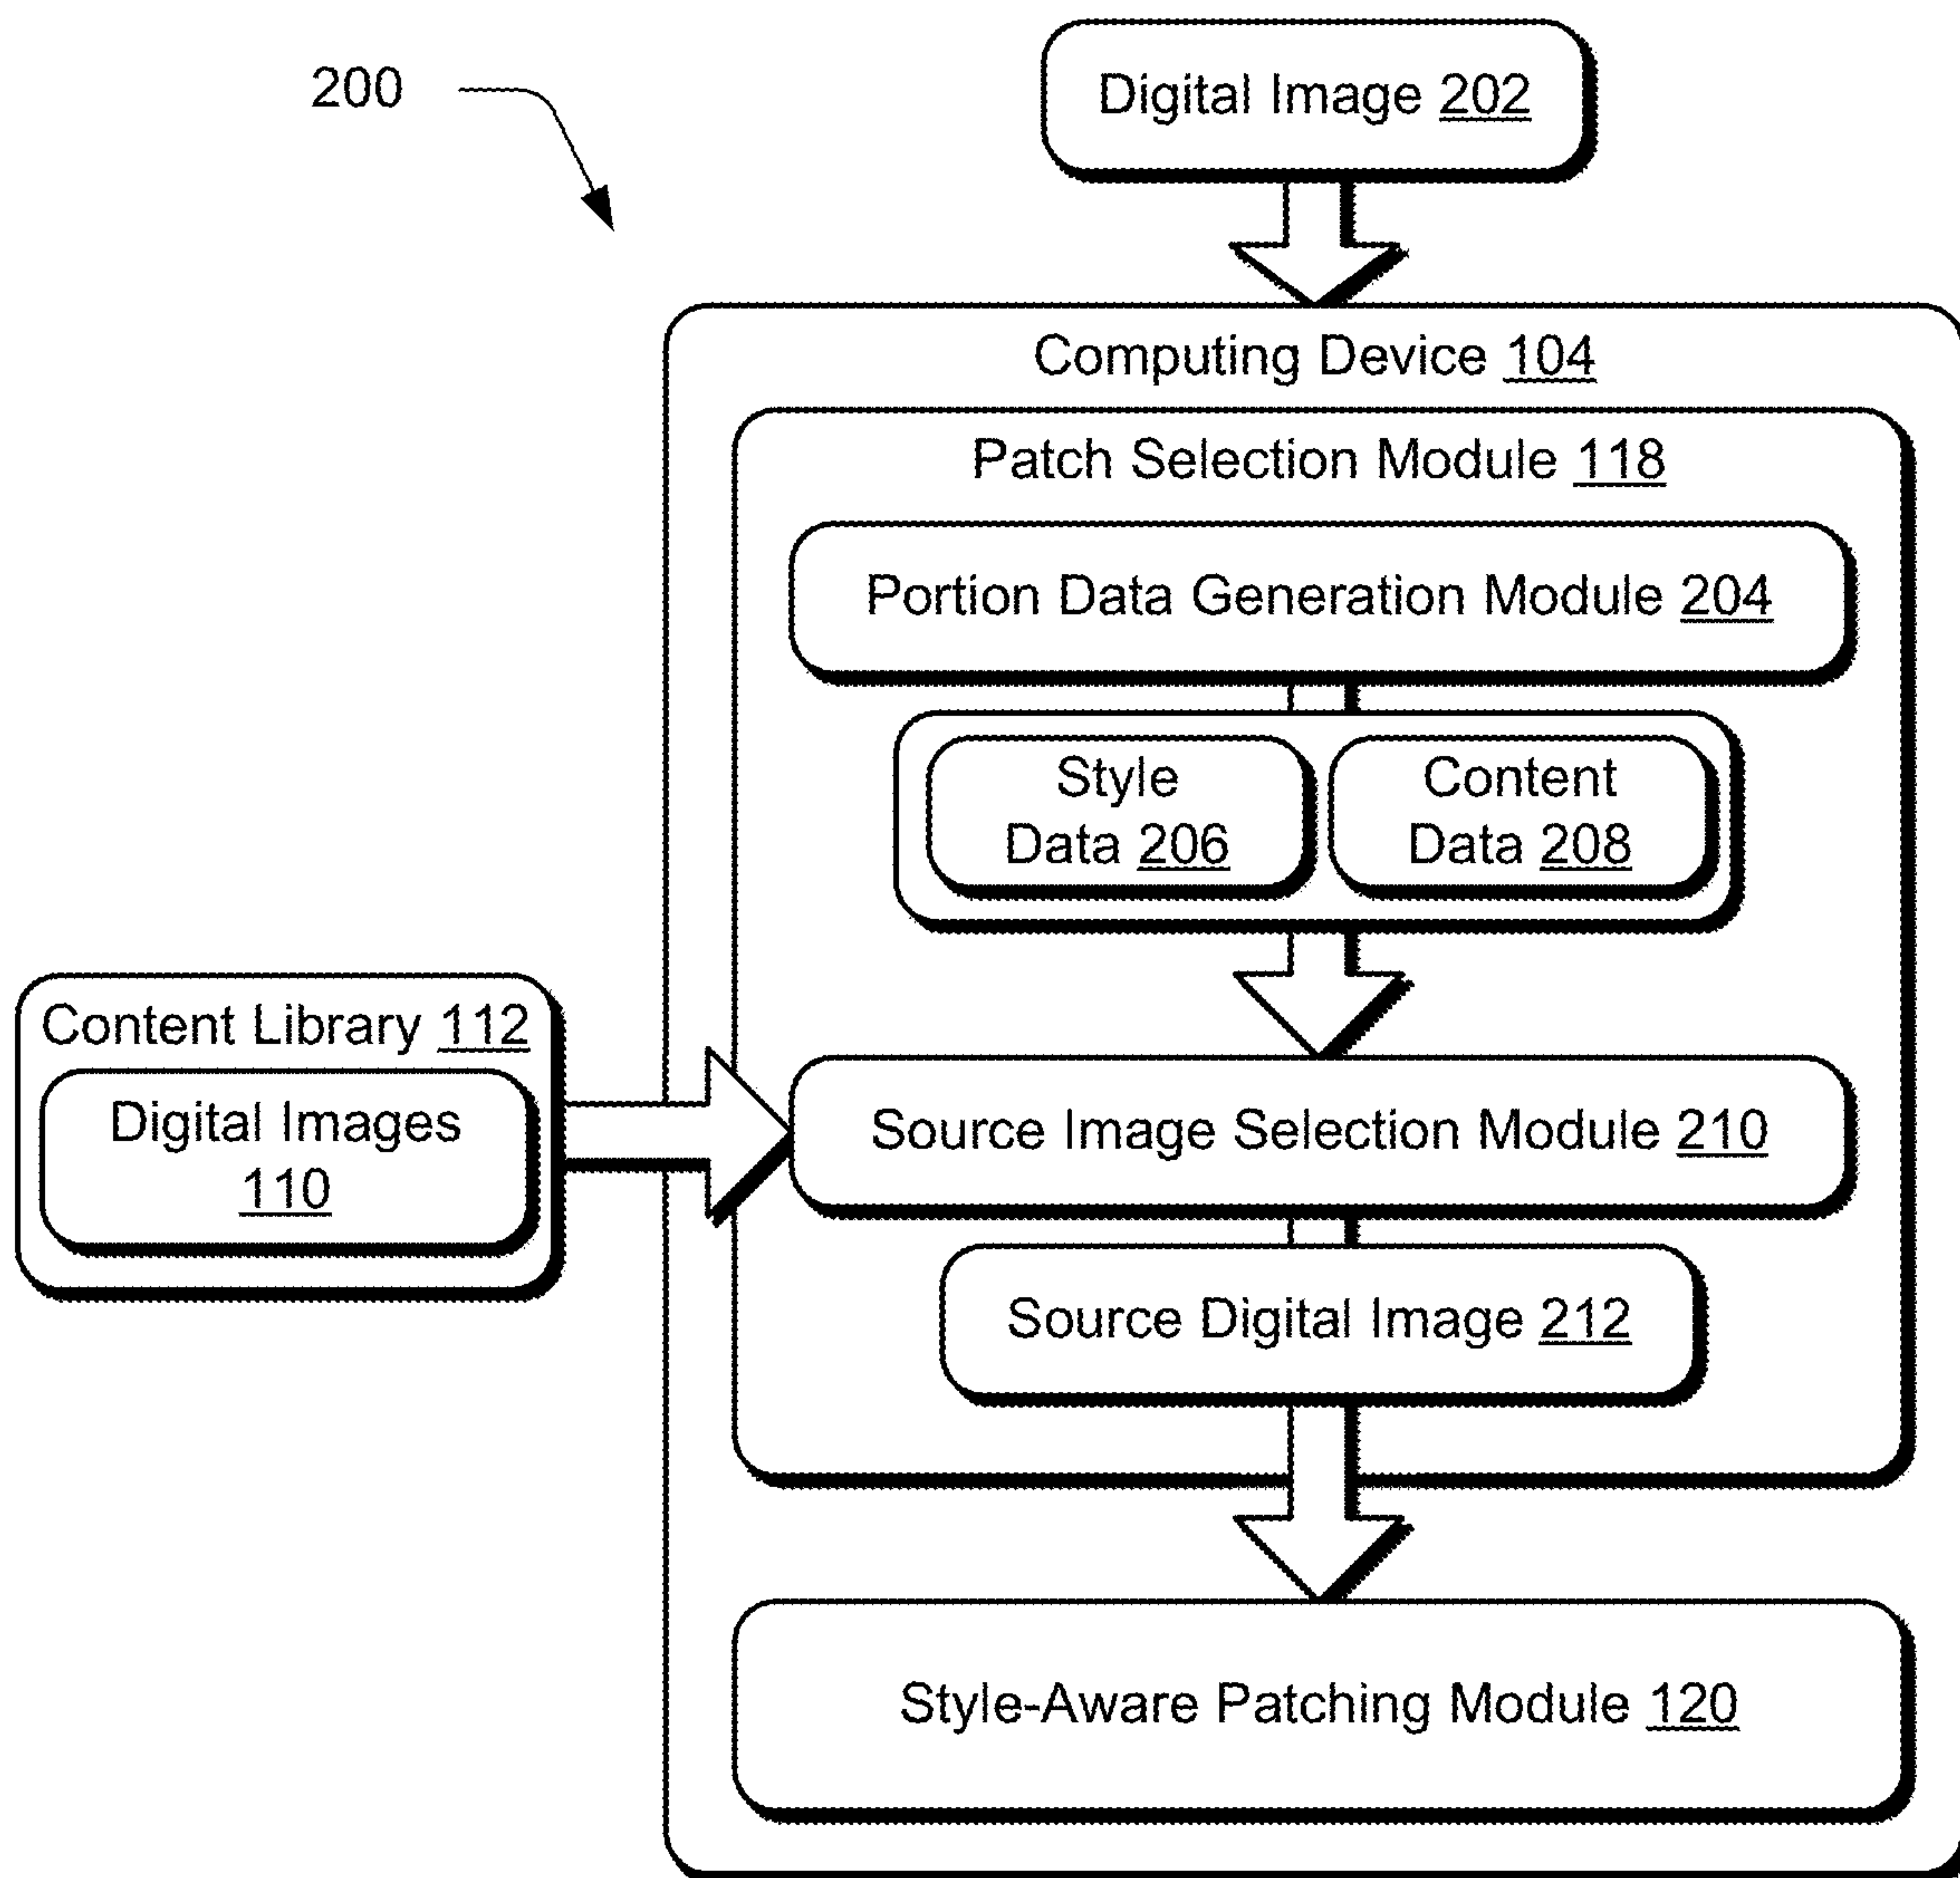 200
Digital Image 202
Computing Device 104
Patch Selection Module 118
Portion Data Generation Module 204
Style
Data 206
Content
Data 208
Content Library 112
Digital Images
110
Source Image Selection Module 210
Source Digital Image 212
Style-Aware Patching Module 120